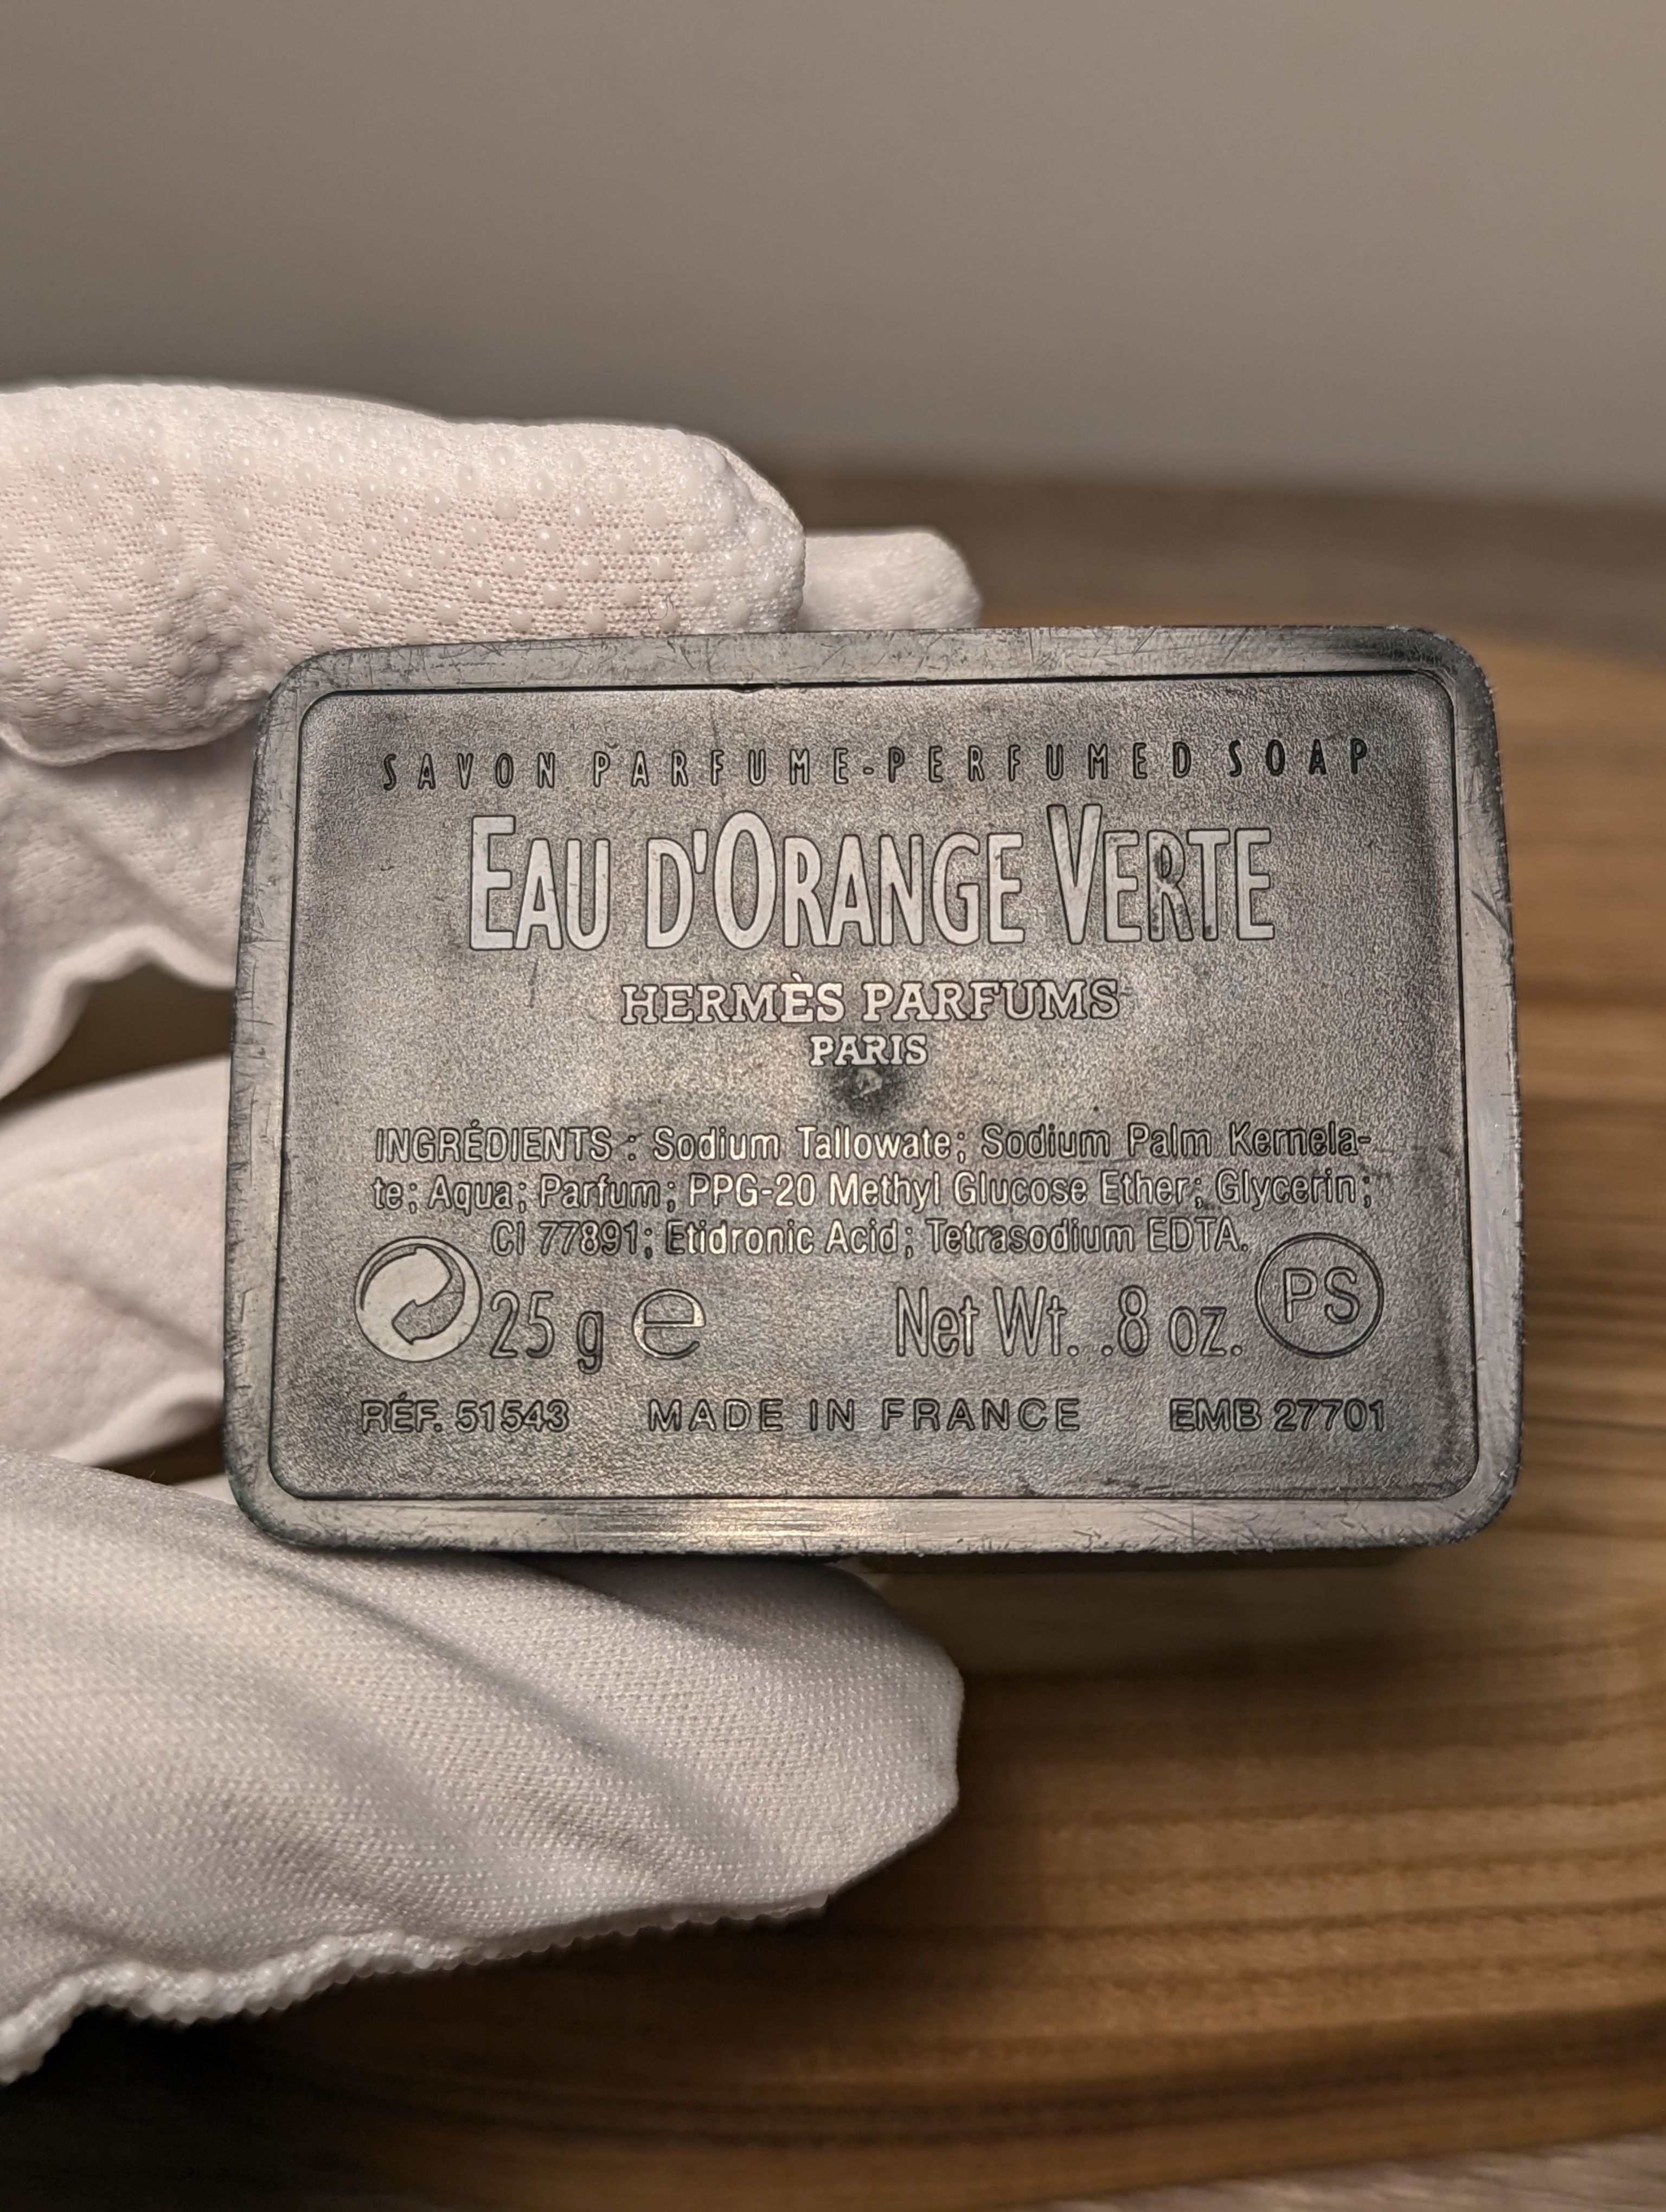 SAVON PARFUME-PERFUMED SOAP
EAU D'ORANGE VERTE
HERMÈS PARFUMS
PARIS
INGRÉDIENTS : Sodium Tallowate; Sodium Palm Kernela-
te; Aqua; Parfum; PPG-20 Methyl Glucose Ether; Glycerin;
CI 77891; Etidronic Acid; Tetrasodium EDTA.
25 g e Net Wt. .8 oz. PS
RÉF. 51543 MADE IN FRANCE EMB 27701